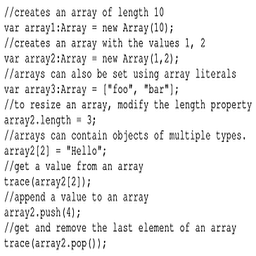 //creates an array of length 10
var array1:Array = new Array(10);
//creates an array with the values 1, 2
var array2:Array = new Array(1,2);
//arrays can also be set using array literals
var array3:Array = ["foo", "bar"];
//to resize an array, modify the length property
array2.length = 3;
//arrays can contain objects of multiple types.
array2[2] = "Hello";
//get a value from an array
trace(array2[2]);
//append a value to an array
array2.push(4);
//get and remove the last element of an array
trace(array2.pop());